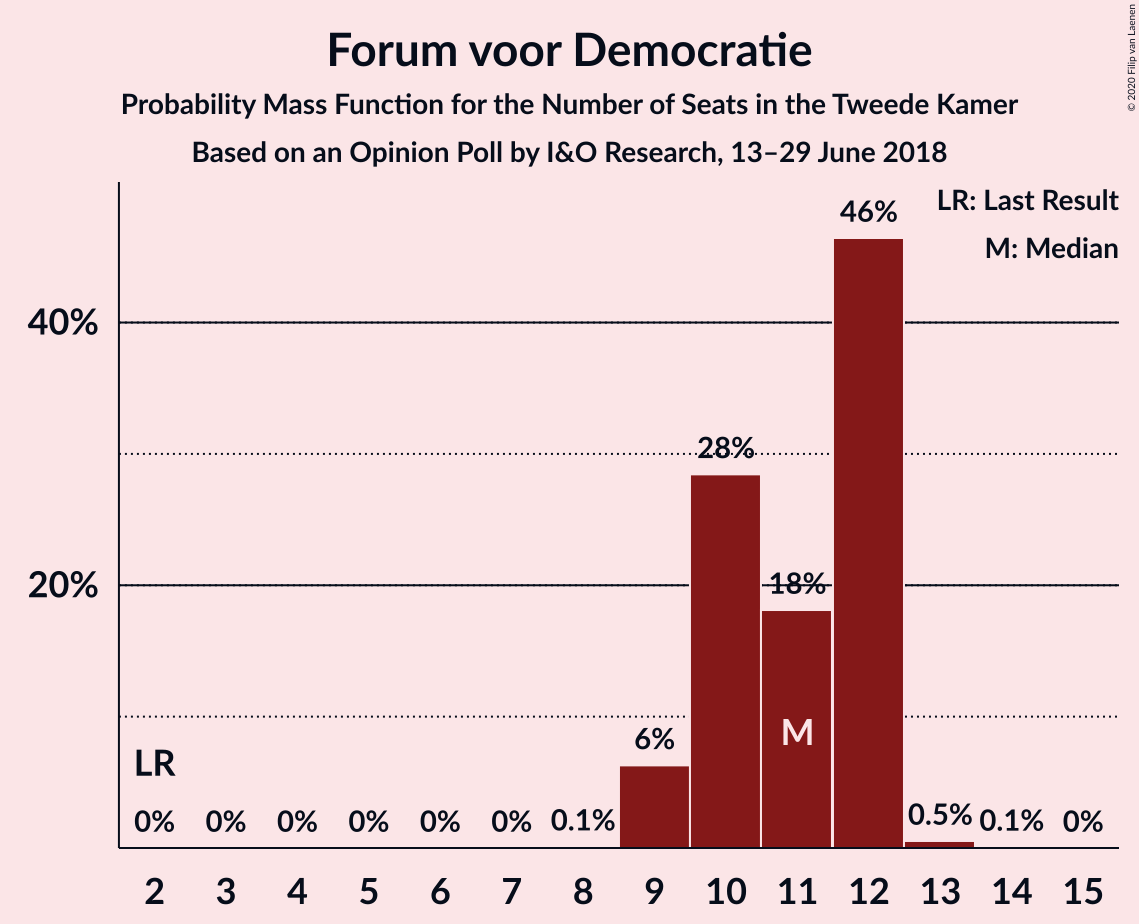 Forum voor Democratie
Probability Mass Function for the Number of Seats in the Tweede Kamer
Based on an Opinion Poll by I&O Research, 13–29 June 2018
© 2020 Filip van Laenen
LR: Last Result
M: Median
46%
40%
28%
20%
18%
M
6%
LR
0% 0% 0% 0% 0% 0% 0.1% 0.5% 0.1% 0%
2 3 4 5 6 7 8 9 10 11 12 13 14 15